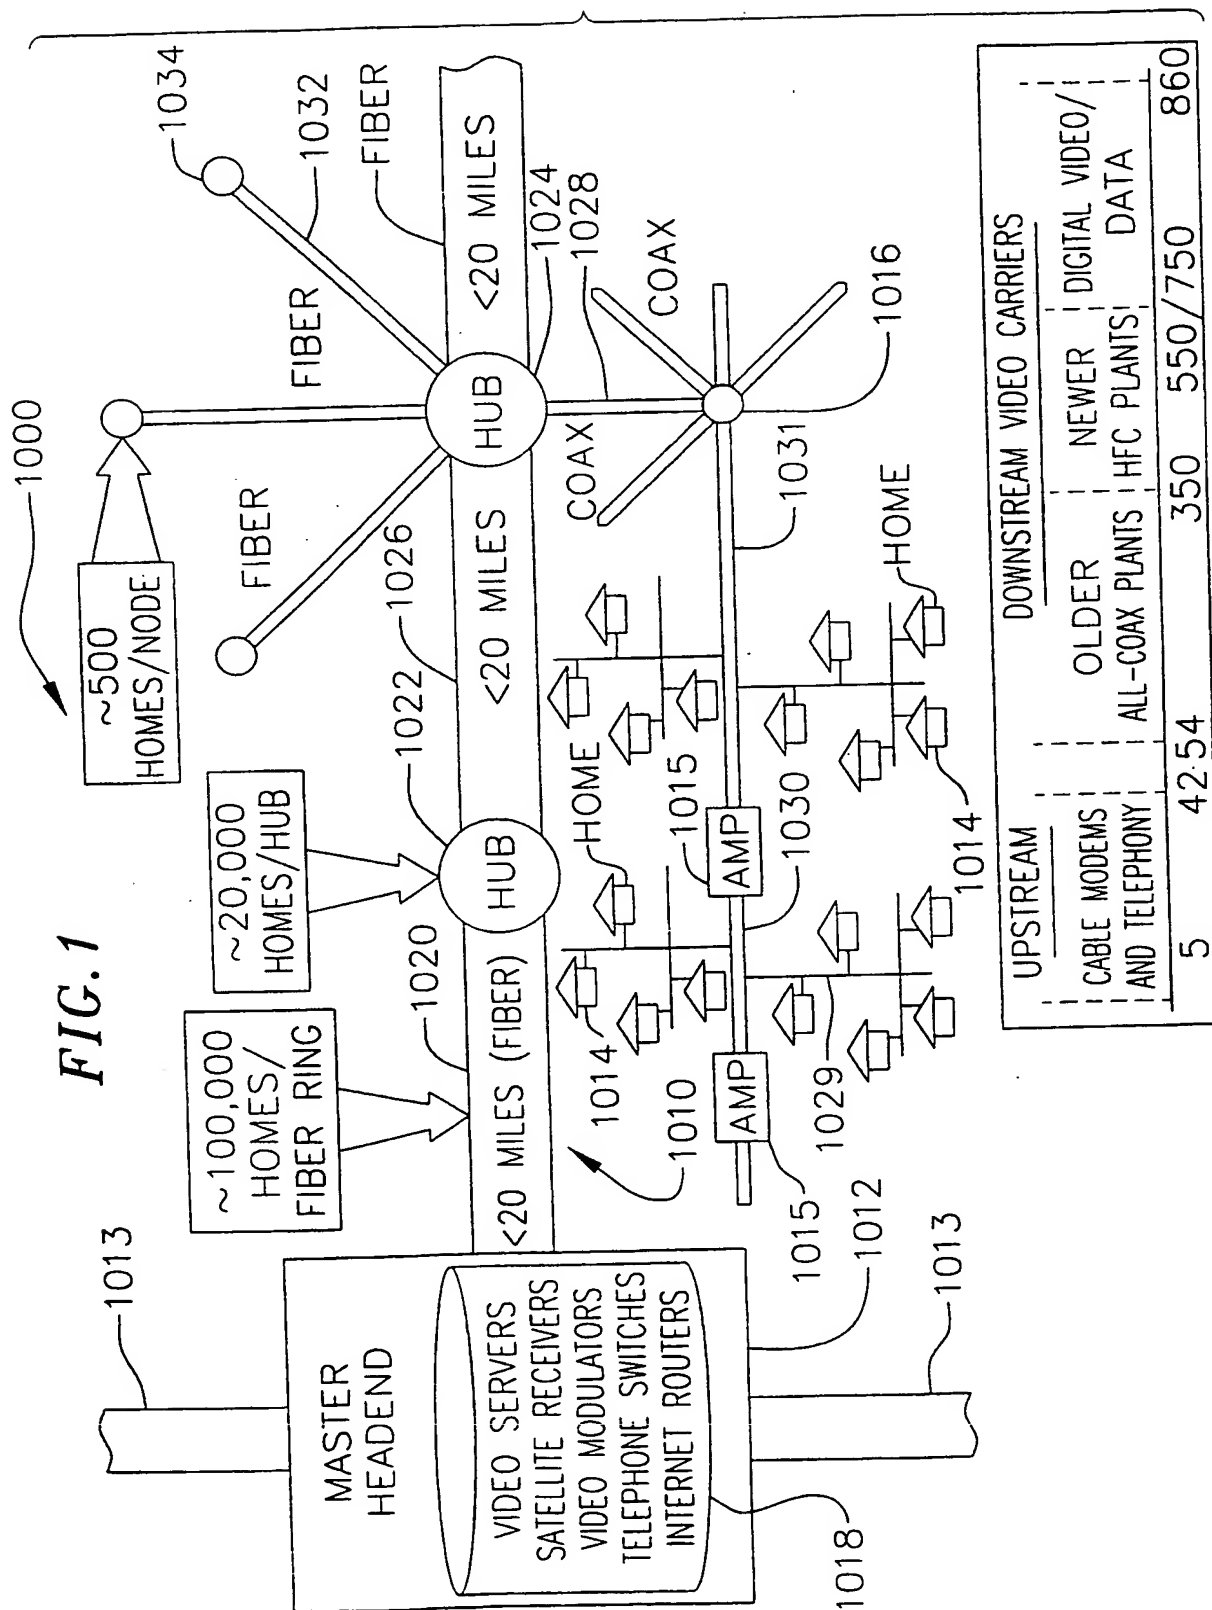 FIG.1
1000
~500
HOMES/NODE
~20,000
HOMES/HUB
~100,000
HOMES/
FIBER RING
1034
1032
FIBER
FIBER
FIBER
FIBER
1013
1020
1022
1026
MASTER
HEADEND
<20 MILES (FIBER)
HUB
<20 MILES
HUB
<20 MILES
1024
1028
VIDEO SERVERS
SATELLITE RECEIVERS
VIDEO MODULATORS
TELEPHONE SWITCHES
INTERNET ROUTERS
1010
1014
HOME
1015
COAX
COAX
AMP
AMP
1031
1016
1018
1012
1013
1015
1029
1030
1014
HOME
UPSTREAM
DOWNSTREAM VIDEO CARRIERS
CABLE MODEMS
AND TELEPHONY
OLDER
ALL-COAX PLANTS
NEWER
HFC PLANTS
DIGITAL VIDEO/
DATA
5 42 54 350 550/750 860